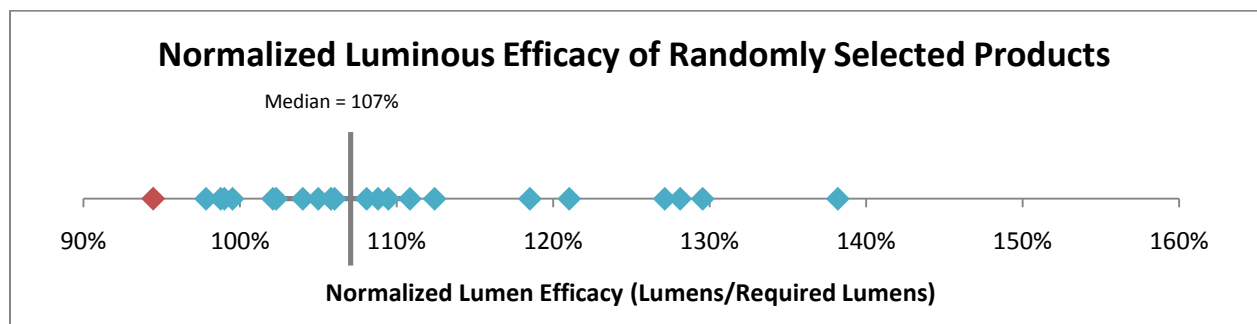 Normalized Luminous Efficacy of Randomly Selected Products
Median = 107%
90% 100% 110% 120% 130% 140% 150% 160%
Normalized Lumen Efficacy (Lumens/Required Lumens)